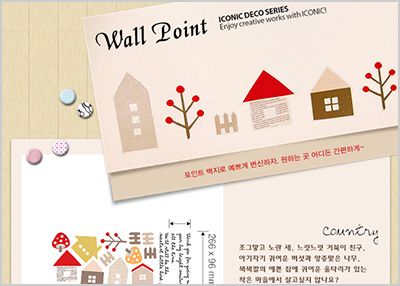 Wall Point
ICONIC DECO SERIES
Enjoy creative works with ICONIC!
포인트 벽지로 예쁘게 변신하자. 원하는 곳 어디든 간편하게~
266 x 96 mm
country
조그맣고 노란 새, 느릿느릿 거북이 친구,
아기자기 귀여운 버섯과 앙증맞은 나무,
색색깔의 예쁜 집에 귀여운 울타리가 있는
작은 마을에서 살고싶지 않나요?